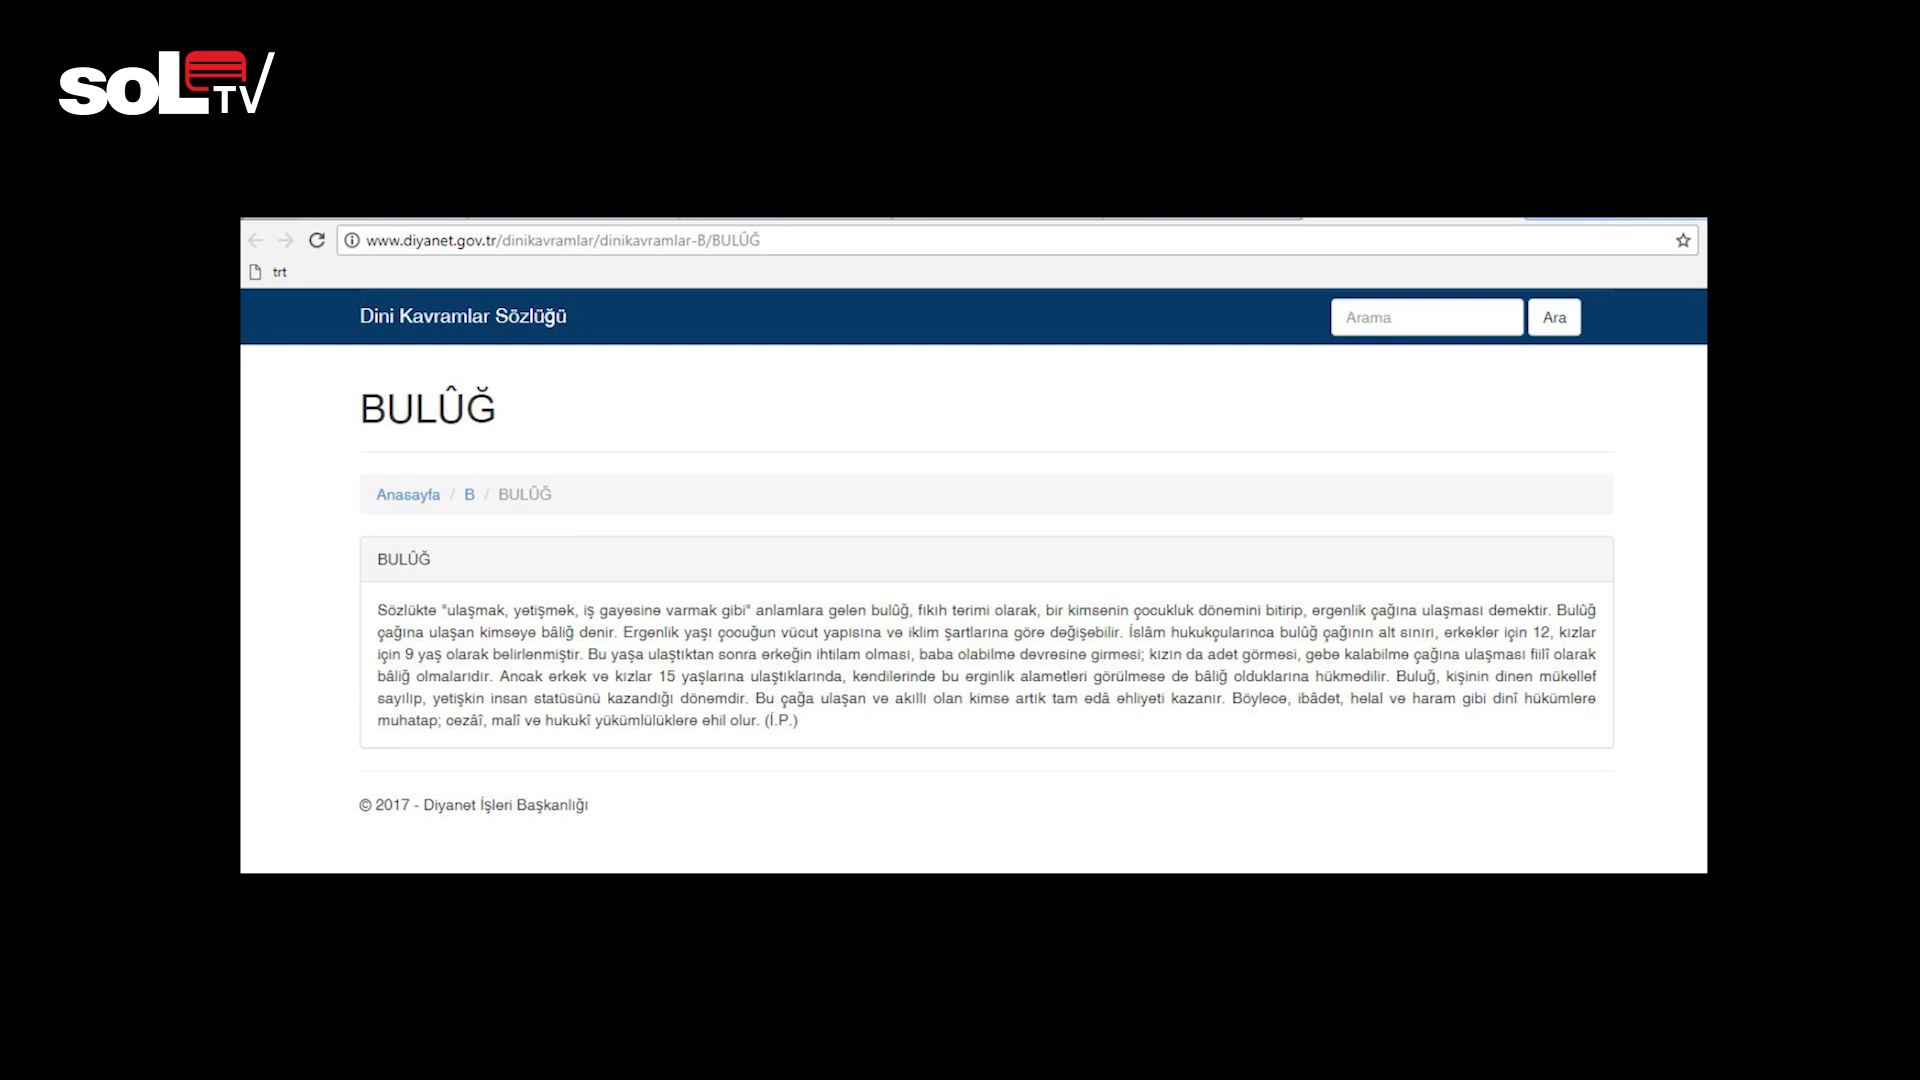 soL TV
www.diyanet.gov.tr/dinikavramlar/dinikavramlar-B/BULÛĞ
trt
Dini Kavramlar Sözlüğü
Arama
Ara
BULÛĞ
Anasayfa / B / BULÛĞ
BULÛĞ
Sözlükte "ulaşmak, yetişmek, iş gayesine varmak gibi" anlamlara gelen bulûğ, fıkıh terimi olarak, bir kimsenin çocukluk dönemini bitirip, ergenlik çağına ulaşması demektir. Bulûğ
çağına ulaşan kimseye bâliğ denir. Ergenlik yaşı çocuğun vücut yapısına ve iklim şartlarına göre değişebilir. İslâm hukukçularınca bulûğ çağının alt sınırı, erkekler için 12, kızlar
için 9 yaş olarak belirlenmiştir. Bu yaşa ulaştıktan sonra erkeğin ihtilam olması, baba olabilme devresine girmesi; kızın da adet görmesi, gebe kalabilme çağına ulaşması fiilî olarak
bâliğ olmalarıdır. Ancak erkek ve kızlar 15 yaşlarına ulaştıklarında, kendilerinde bu erginlik alametleri görülmese de bâliğ olduklarına hükmedilir. Buluğ, kişinin dinen mükellef
sayılıp, yetişkin insan statüsünü kazandığı dönemdir. Bu çağa ulaşan ve akıllı olan kimse artık tam edâ ehliyeti kazanır. Böylece, ibâdet, helal ve haram gibi dinî hükümlere
muhatap; cezâî, malî ve hukukî yükümlülüklere ehil olur. (İ.P.)
© 2017 - Diyanet İşleri Başkanlığı